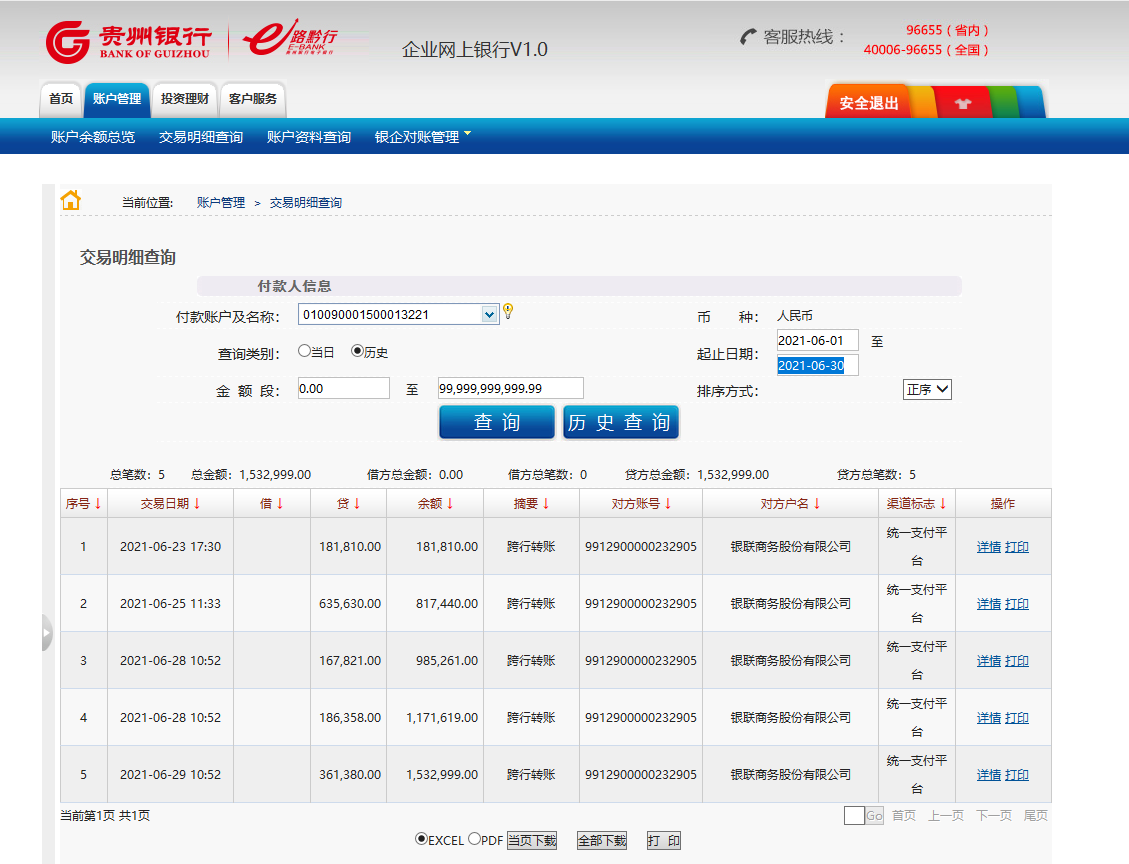 贵州银行
BANK OF GUIZHOU
e路黔行
E-BANK
企业网上银行V1.0
客服热线：
96655（省内）
40006-96655（全国）
首页 账户管理 投资理财 客户服务
安全退出
账户余额总览 交易明细查询 账户资料查询 银企对账管理
当前位置: 账户管理 > 交易明细查询
交易明细查询
付款人信息
付款账户及名称: 010090001500013221 币 种: 人民币
查询类别: 当日 历史 起止日期: 2021-06-01 至
2021-06-30
金 额 段: 0.00 至 99,999,999,999.99 排序方式: 正序
查 询 历 史 查 询
总笔数: 5 总金额: 1,532,999.00 借方总金额: 0.00 借方总笔数: 0 贷方总金额: 1,532,999.00 贷方总笔数: 5
序号↓ 交易日期↓ 借↓ 贷↓ 余额↓ 摘要↓ 对方账号↓ 对方户名↓ 渠道标志↓ 操作
1 2021-06-23 17:30 181,810.00 181,810.00 跨行转账 9912900000232905 银联商务股份有限公司 统一支付平台 详情 打印
2 2021-06-25 11:33 635,630.00 817,440.00 跨行转账 9912900000232905 银联商务股份有限公司 统一支付平台 详情 打印
3 2021-06-28 10:52 167,821.00 985,261.00 跨行转账 9912900000232905 银联商务股份有限公司 统一支付平台 详情 打印
4 2021-06-28 10:52 186,358.00 1,171,619.00 跨行转账 9912900000232905 银联商务股份有限公司 统一支付平台 详情 打印
5 2021-06-29 10:52 361,380.00 1,532,999.00 跨行转账 9912900000232905 银联商务股份有限公司 统一支付平台 详情 打印
当前第1页 共1页 Go 首页 上一页 下一页 尾页
EXCEL PDF 当页下载 全部下载 打 印